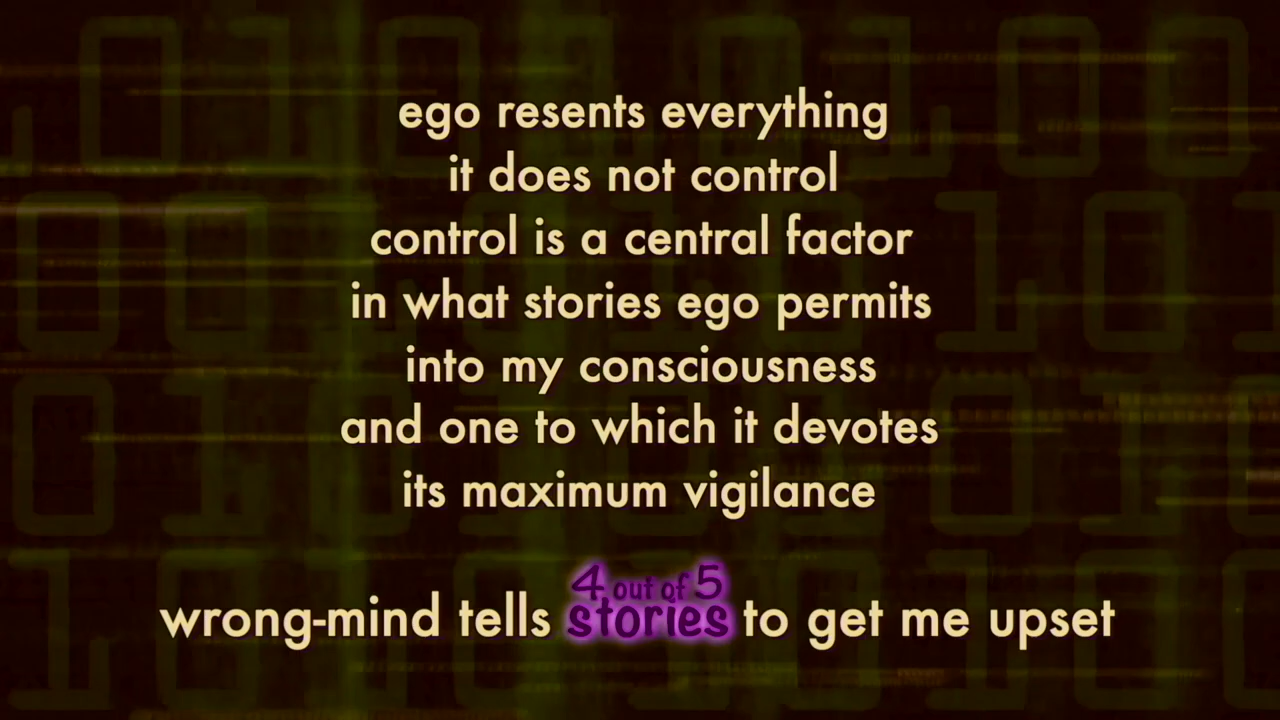 ego resents everything
it does not control
control is a central factor
in what stories ego permits
into my consciousness
and one to which it devotes
its maximum vigilance
4 out of 5
wrong-mind tells stories to get me upset